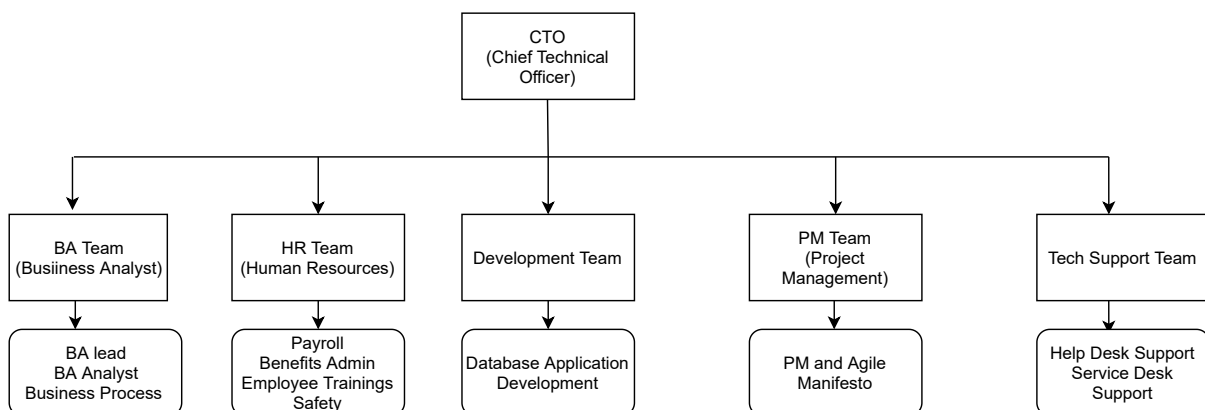 CTO
(Chief Technical
Officer)
BA Team
(Busiiness Analyst)
HR Team
(Human Resources)
Development Team
PM Team
(Project
Management)
Tech Support Team
BA lead
BA Analyst
Business Process
Payroll
Benefits Admin
Employee Trainings
Safety
Database Application
Development
PM and Agile
Manifesto
Help Desk Support
Service Desk
Support